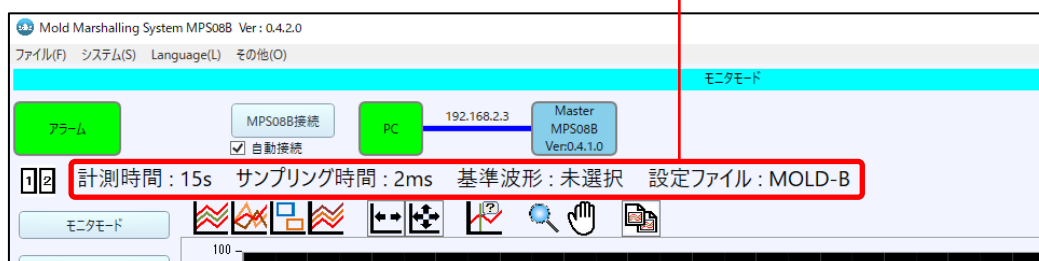 Mold Marshalling System MPS08B Ver : 0.4.2.0
ファイル(F) システム(S) Language(L) その他(O)
モニタモード
アラーム
MPS08B接続
自動接続
PC
192.168.2.3
Master
MPS08B
Ver:0.4.1.0
1 2
計測時間 : 15s サンプリング時間 : 2ms 基準波形 : 未選択 設定ファイル : MOLD-B
モニタモード
100